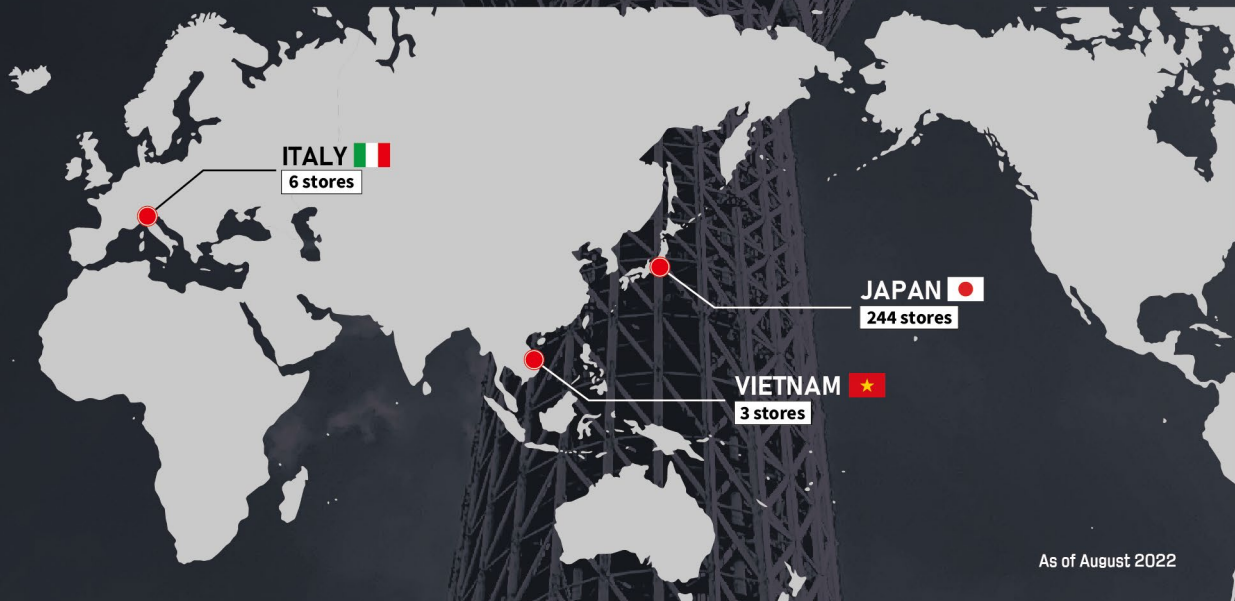 ITALY
6 stores
JAPAN
244 stores
VIETNAM
3 stores
As of August 2022